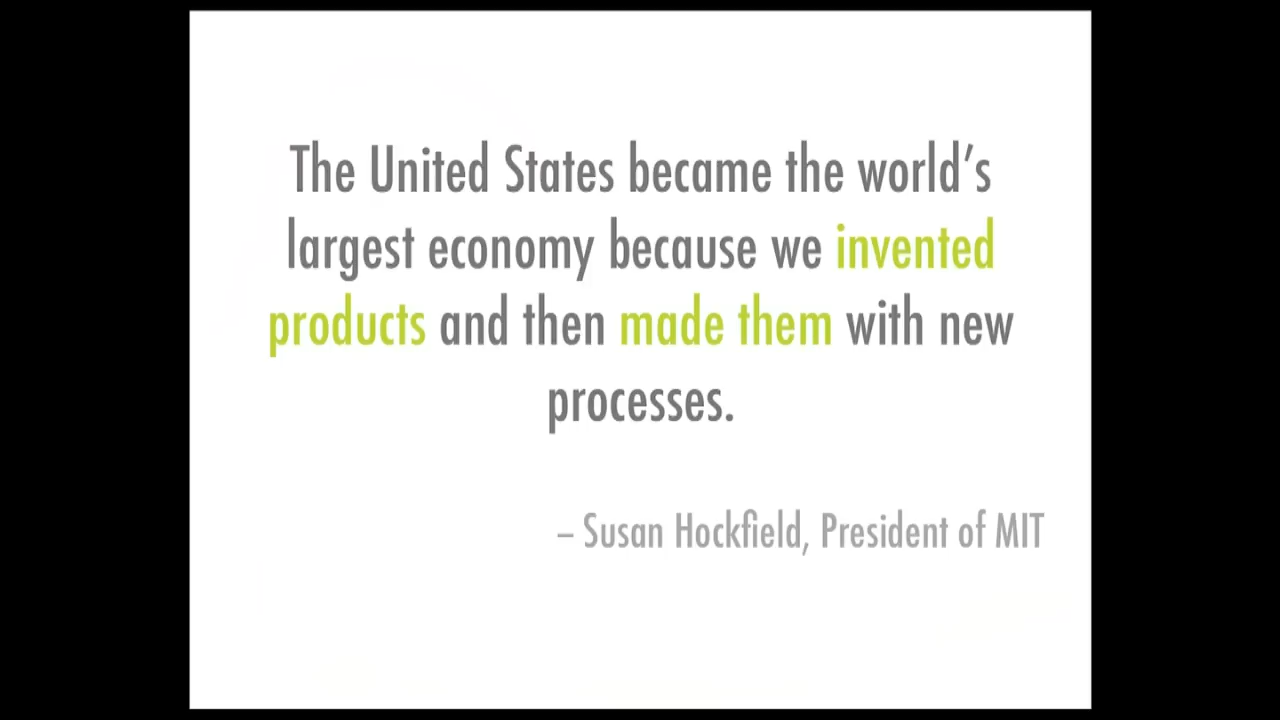 The United States became the world’s
largest economy because we invented
products and then made them with new
processes.
– Susan Hockfield, President of MIT